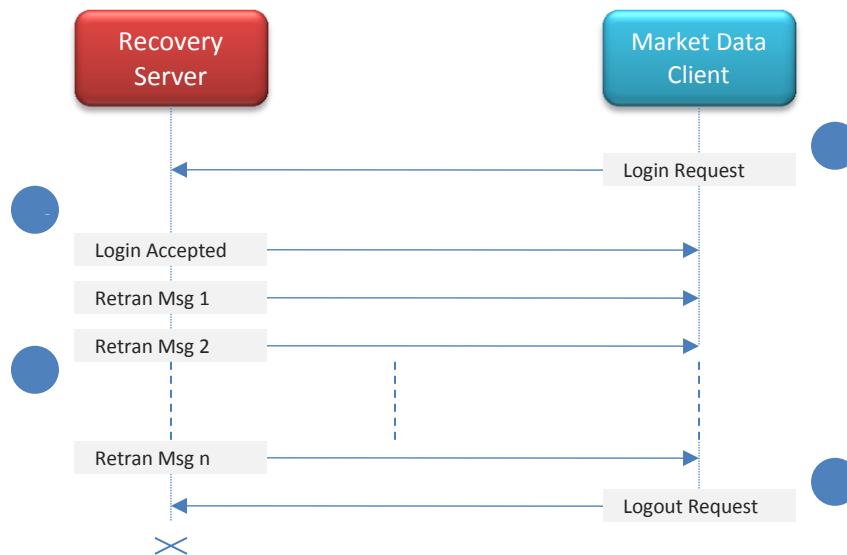 Recovery
Server
Market Data
Client
Login Request
Login Accepted
Retran Msg 1
Retran Msg 2
Retran Msg n
Logout Request